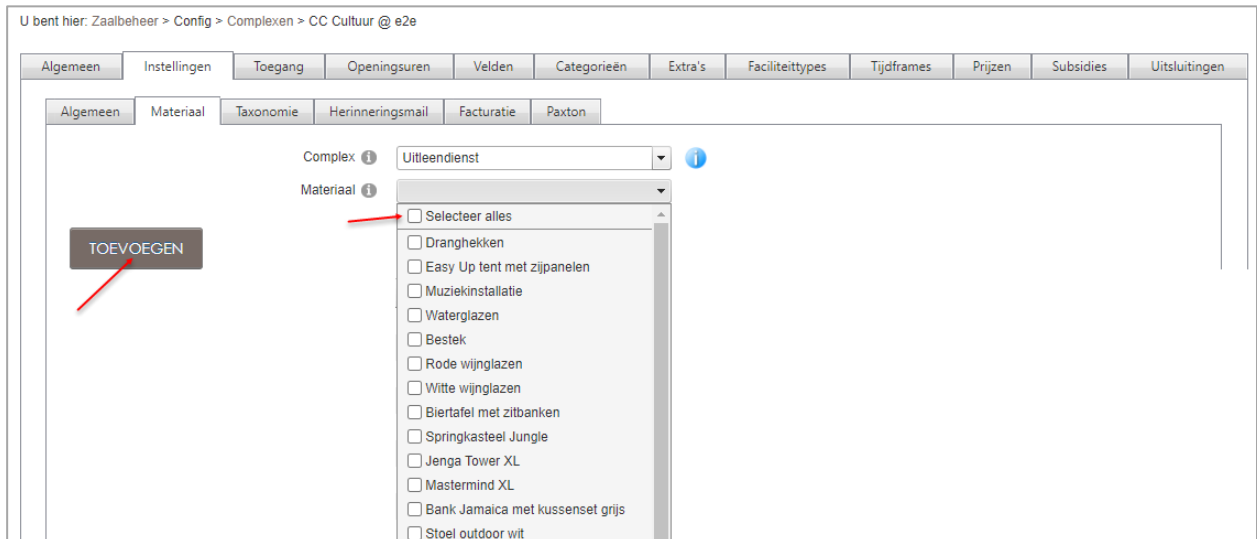 U bent hier: Zaalbeheer > Config > Complexen > CC Cultuur @ e2e
Algemeen Instellingen Toegang Openingsuren Velden Categorieën Extra's Faciliteittypes Tijdframes Prijzen Subsidies Uitsluitingen
Algemeen Materiaal Taxonomie Herinneringsmail Facturatie Paxton
Complex Uitleendienst
Materiaal
Selecteer alles
TOEVOEGEN
Dranghekken
Easy Up tent met zijpanelen
Muziekinstallatie
Waterglazen
Bestek
Rode wijnglazen
Witte wijnglazen
Biertafel met zitbanken
Springkasteel Jungle
Jenga Tower XL
Mastermind XL
Bank Jamaica met kussenset grijs
Stoel outdoor wit